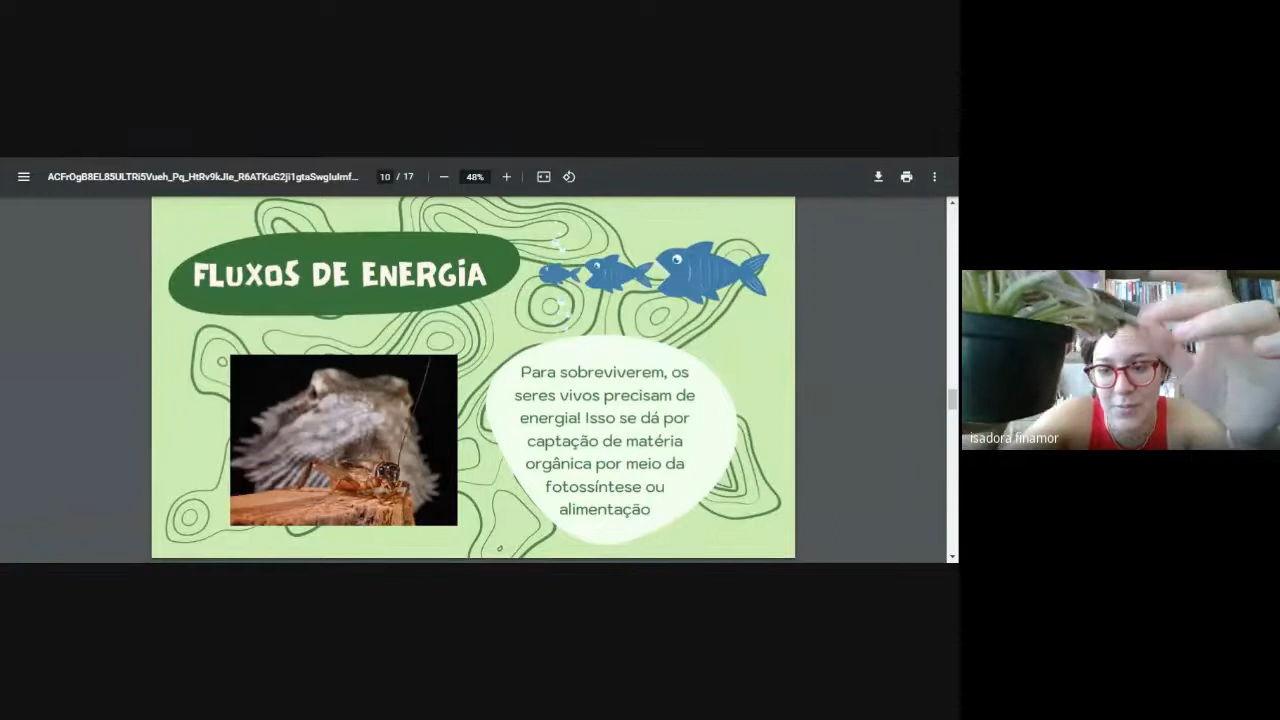 10 / 17
48%
FLUXOS DE ENERGIA
Para sobreviverem, os
seres vivos precisam de
energia! Isso se dá por
captação de matéria
orgânica por meio da
fotossíntese ou
alimentação
isadora finamor